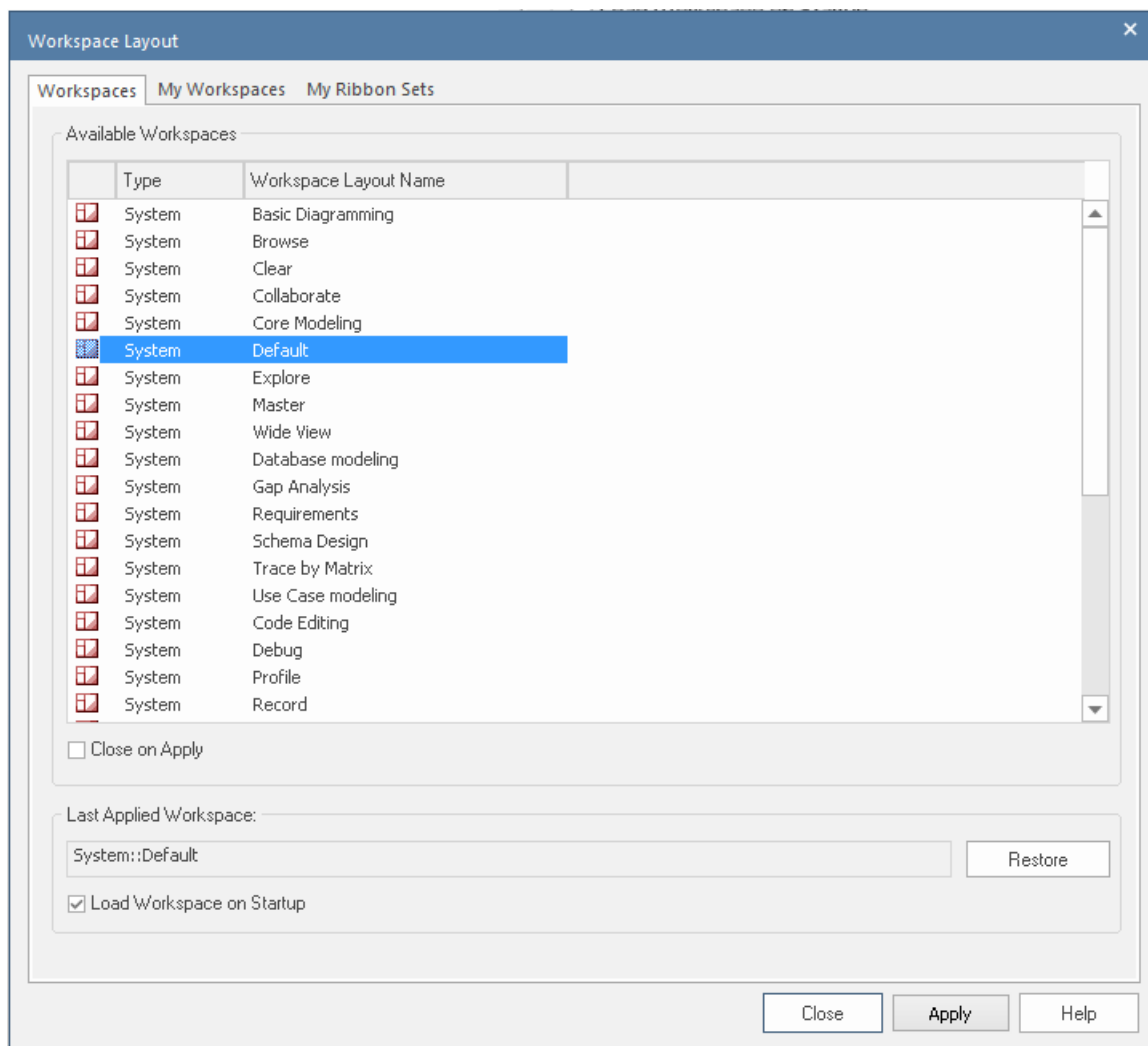 Workspace Layout
Workspaces My Workspaces My Ribbon Sets
Available Workspaces
Type Workspace Layout Name
System Basic Diagramming
System Browse
System Clear
System Collaborate
System Core Modeling
System Default
System Explore
System Master
System Wide View
System Database modeling
System Gap Analysis
System Requirements
System Schema Design
System Trace by Matrix
System Use Case modeling
System Code Editing
System Debug
System Profile
System Record
Close on Apply
Last Applied Workspace:
System::Default
Restore
Load Workspace on Startup
Close Apply Help